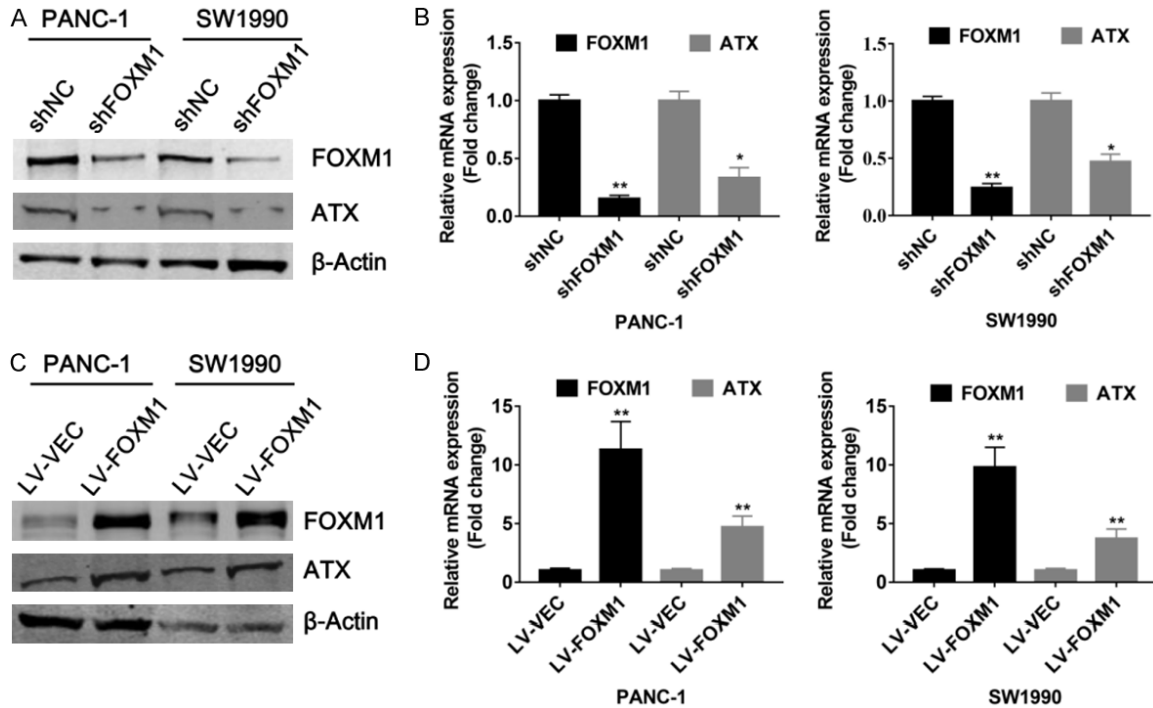 A
PANC-1 SW1990
shNC shFOXM1 shNC shFOXM1
FOXM1
ATX
β-Actin
B
FOXM1 ATX
Relative mRNA expression
(Fold change)
1.5
1.0
0.5
0.0
**
*
shNC shFOXM1 shNC shFOXM1
PANC-1
FOXM1 ATX
Relative mRNA expression
(Fold change)
1.5
1.0
0.5
0.0
**
*
shNC shFOXM1 shNC shFOXM1
SW1990
C
PANC-1 SW1990
LV-VEC LV-FOXM1 LV-VEC LV-FOXM1
FOXM1
ATX
β-Actin
D
FOXM1 ATX
Relative mRNA expression
(Fold change)
15
10
5
0
**
**
LV-VEC LV-FOXM1 LV-VEC LV-FOXM1
PANC-1
FOXM1 ATX
Relative mRNA expression
(Fold change)
15
10
5
0
**
**
LV-VEC LV-FOXM1 LV-VEC LV-FOXM1
SW1990